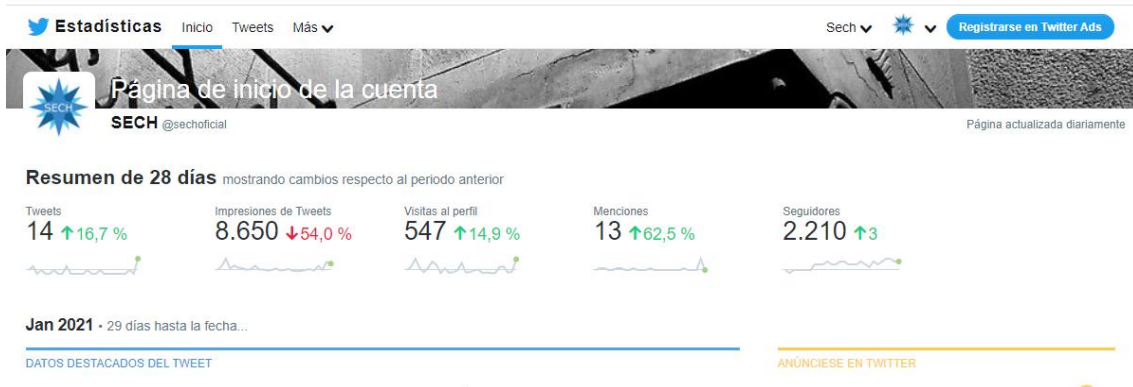 Estadísticas Inicio Tweets Más Sech Registrarse en Twitter Ads
Página de inicio de la cuenta
SECH
SECH @sechoficial Página actualizada diariamente
Resumen de 28 días mostrando cambios respecto al periodo anterior
Tweets Impresiones de Tweets Visitas al perfil Menciones Seguidores
14 ↑16,7 % 8.650 ↓54,0 % 547 ↑14,9 % 13 ↑62,5 % 2.210 ↑3
Jan 2021 • 29 días hasta la fecha...
DATOS DESTACADOS DEL TWEET ANÚNCIESE EN TWITTER